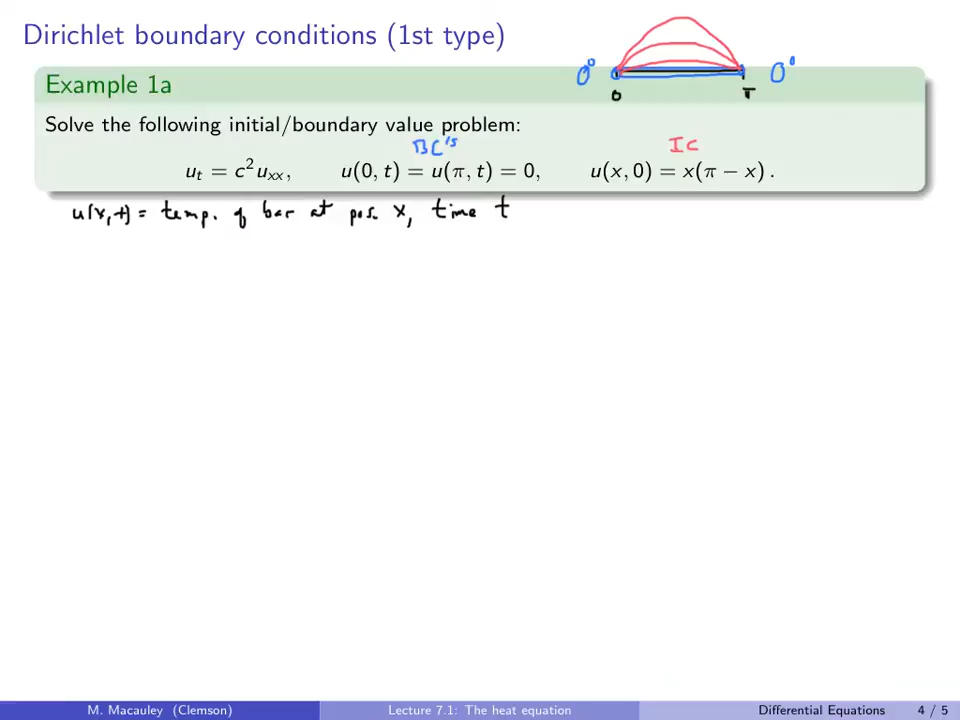 Dirichlet boundary conditions (1st type)
0° 0°
0 π
Example 1a
Solve the following initial/boundary value problem:
BC's IC
uₜ = c²uₓₓ, u(0, t) = u(π, t) = 0, u(x, 0) = x(π − x) .
u(x,t) = temp. of bar at pos. x, time t
M. Macauley (Clemson) Lecture 7.1: The heat equation Differential Equations 4 / 5